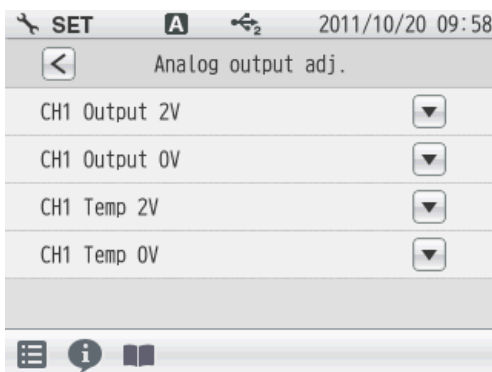 SET A 2 2011/10/20 09:58
Analog output adj.
CH1 Output 2V
CH1 Output 0V
CH1 Temp 2V
CH1 Temp 0V
i